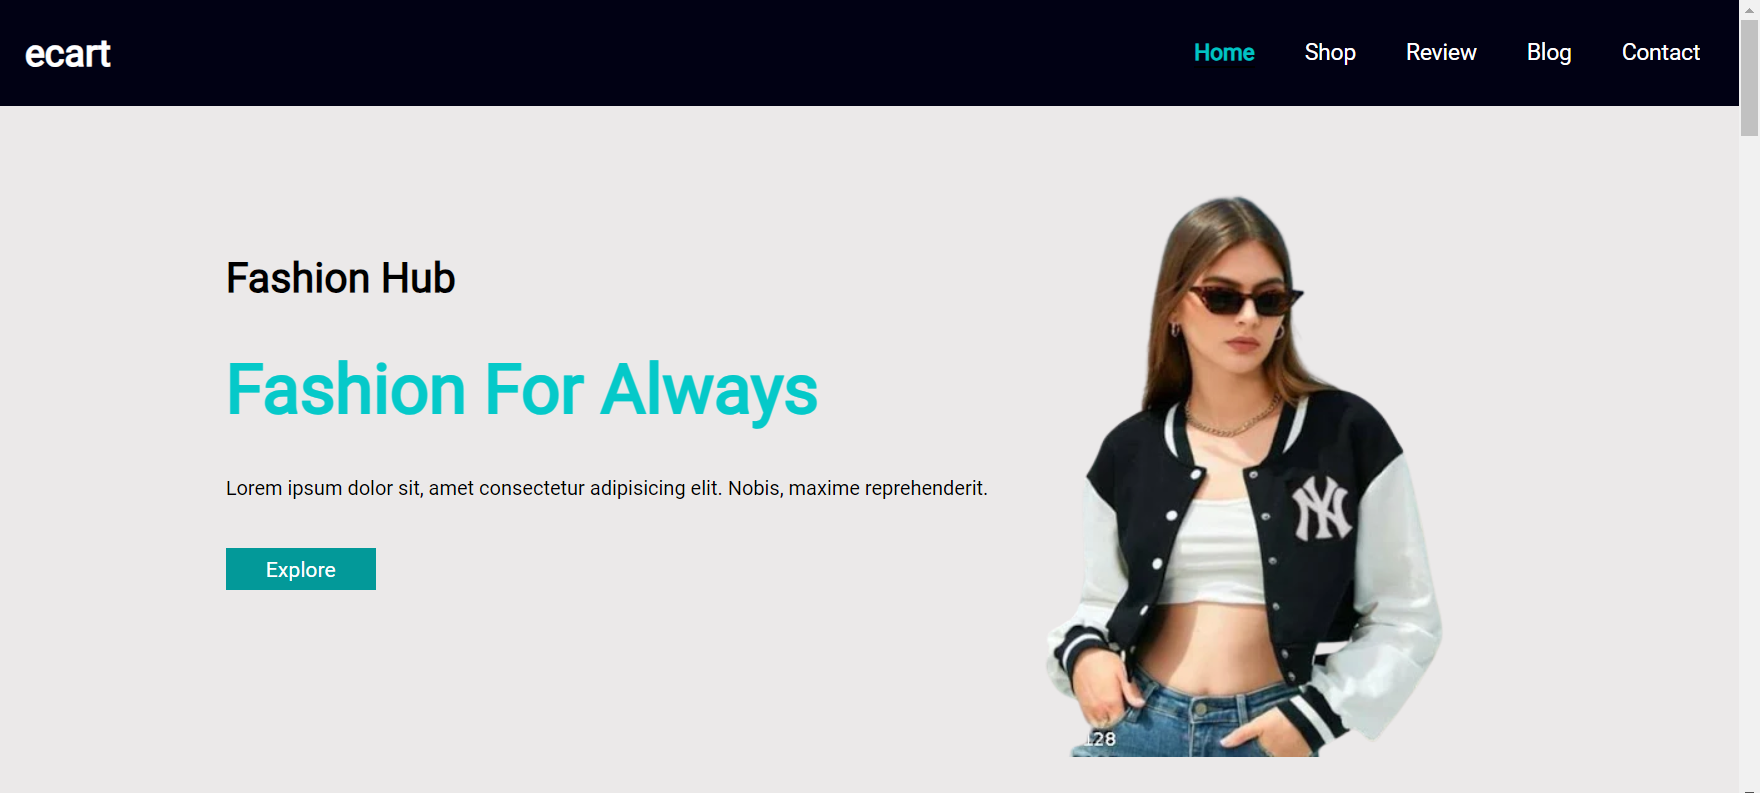 ecart
Home Shop Review Blog Contact
Fashion Hub
Fashion For Always
Lorem ipsum dolor sit, amet consectetur adipisicing elit. Nobis, maxime reprehenderit.
Explore
NY
128